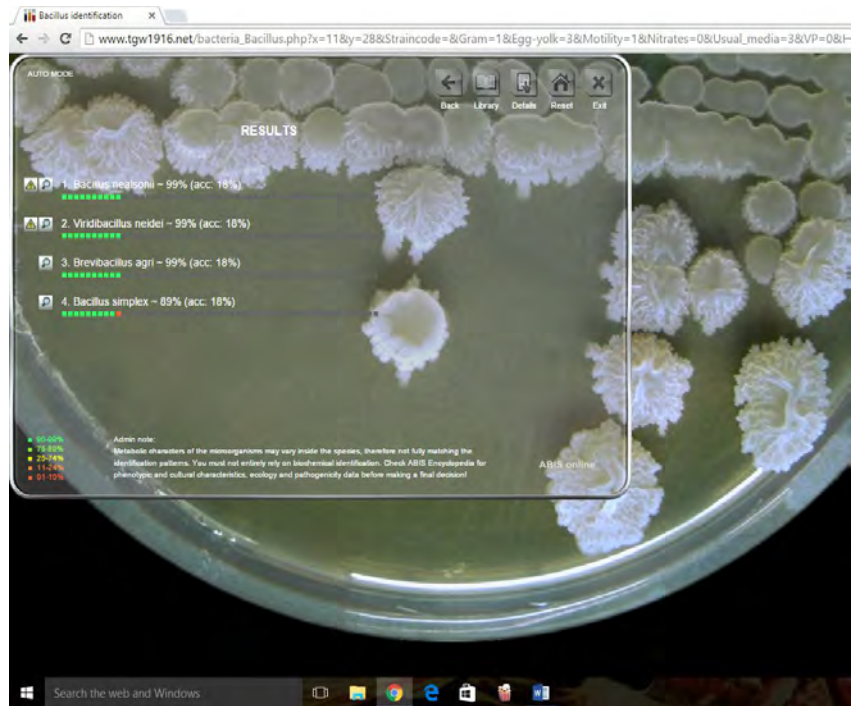 Bacillus identification
www.tgw1916.net/bacteria_Bacillus.php?x=11&y=28&Straincode=&Gram=1&Egg-yolk=3&Motility=1&Nitrates=0&Usual_media=3&VP=0&H
AUTO MODE
Back Library Details Reset Exit
RESULTS
1. Bacillus nealsonii ~ 99% (acc: 18%)
2. Viridibacillus neidei ~ 99% (acc: 18%)
3. Brevibacillus agri ~ 99% (acc: 18%)
4. Bacillus simplex ~ 89% (acc: 18%)
90-99%
75-89%
25-74%
11-24%
01-10%
Admin note:
Metabolic characters of the microorganisms may vary inside the species, therefore not fully matching the
identification patterns. You must not entirely rely on biochemical identification. Check ABIS Encyclopedia for
phenotypic and cultural characteristics, ecology and pathogenicity data before making a final decision!
ABIS online
Search the web and Windows